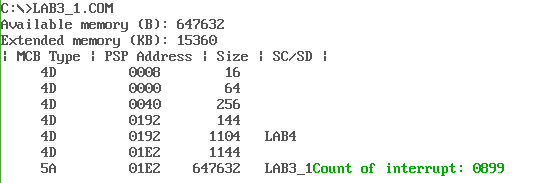 C:\>LAB3_1.COM
Available memory (B): 647632
Extended memory (KB): 15360
| MCB Type | PSP Address | Size | SC/SD |
4D 0008 16
4D 0000 64
4D 0040 256
4D 0192 144
4D 0192 1104 LAB4
4D 01E2 1144
5A 01E2 647632 LAB3_1Count of interrupt: 0899